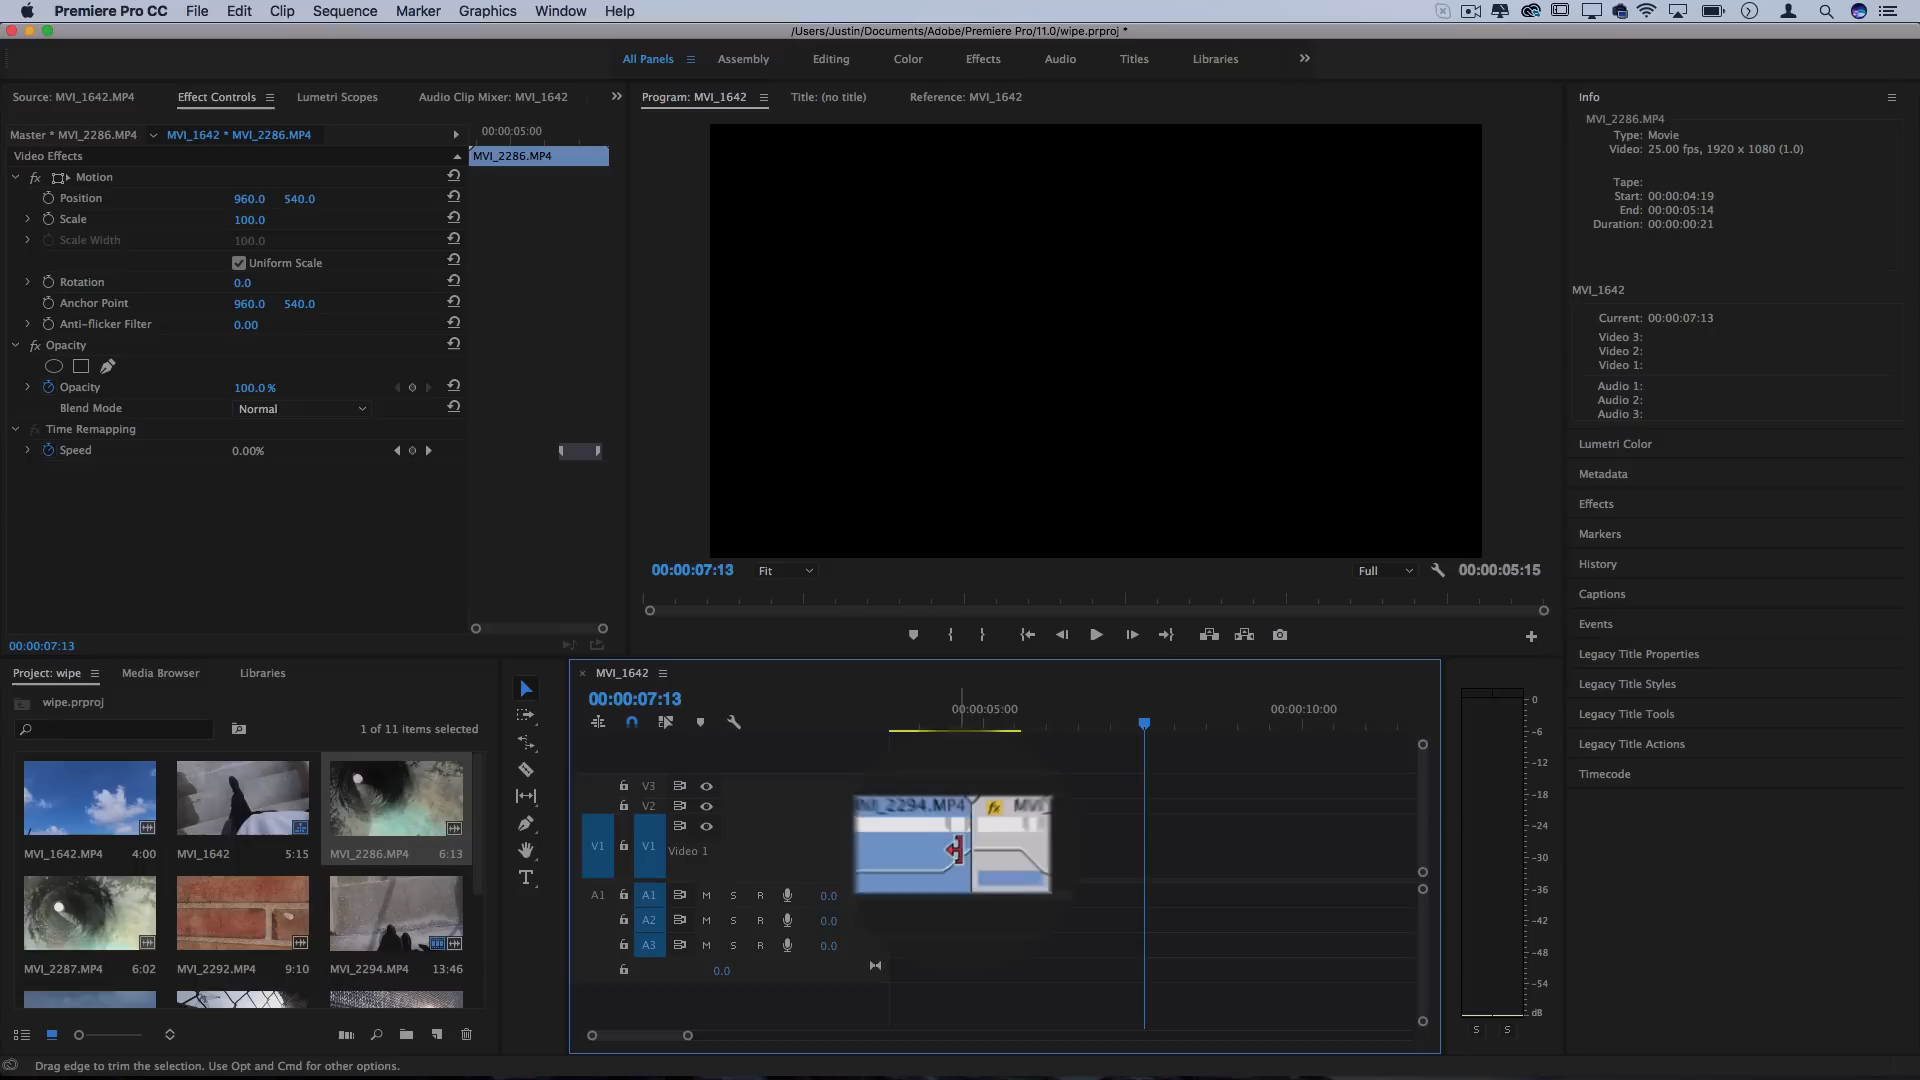 Premiere Pro CC File Edit Clip Sequence Marker Graphics Window Help
/Users/Justin/Documents/Adobe/Premiere Pro/11.0/wipe.prproj *
All Panels Assembly Editing Color Effects Audio Titles Libraries
Source: MVI_1642.MP4 Effect Controls Lumetri Scopes Audio Clip Mixer: MVI_1642
Master * MVI_2286.MP4 MVI_1642 * MVI_2286.MP4 00:00:05:00
Video Effects MVI_2286.MP4
fx Motion
Position 960.0 540.0
Scale 100.0
Scale Width 100.0
Uniform Scale
Rotation 0.0
Anchor Point 960.0 540.0
Anti-flicker Filter 0.00
fx Opacity
Opacity 100.0 %
Blend Mode Normal
fx Time Remapping
Speed 0.00%
00:00:07:13
Program: MVI_1642 Title: (no title) Reference: MVI_1642
00:00:07:13 Fit Full 00:00:05:15
Info
MVI_2286.MP4
Type: Movie
Video: 25.00 fps, 1920 x 1080 (1.0)
Tape:
Start: 00:00:04:19
End: 00:00:05:14
Duration: 00:00:00:21
MVI_1642
Current: 00:00:07:13
Video 3:
Video 2:
Video 1:
Audio 1:
Audio 2:
Audio 3:
Lumetri Color
Metadata
Effects
Markers
History
Captions
Events
Legacy Title Properties
Legacy Title Styles
Legacy Title Tools
Legacy Title Actions
Timecode
Project: wipe Media Browser Libraries
wipe.prproj
1 of 11 items selected
MVI_1642.MP4 4:00 MVI_1642 5:15 MVI_2286.MP4 6:13
MVI_2287.MP4 6:02 MVI_2292.MP4 9:10 MVI_2294.MP4 13:46
T
MVI_1642
00:00:07:13
00:00:05:00 00:00:10:00
V3
V2
V1 V1 Video 1
_2294.MP4 fx MVI
A1 A1 M S R 0.0
A2 M S R 0.0
A3 M S R 0.0
0.0
0
-6
-12
-18
-24
-30
-36
-42
-48
-54
dB
S S
Drag edge to trim the selection. Use Opt and Cmd for other options.